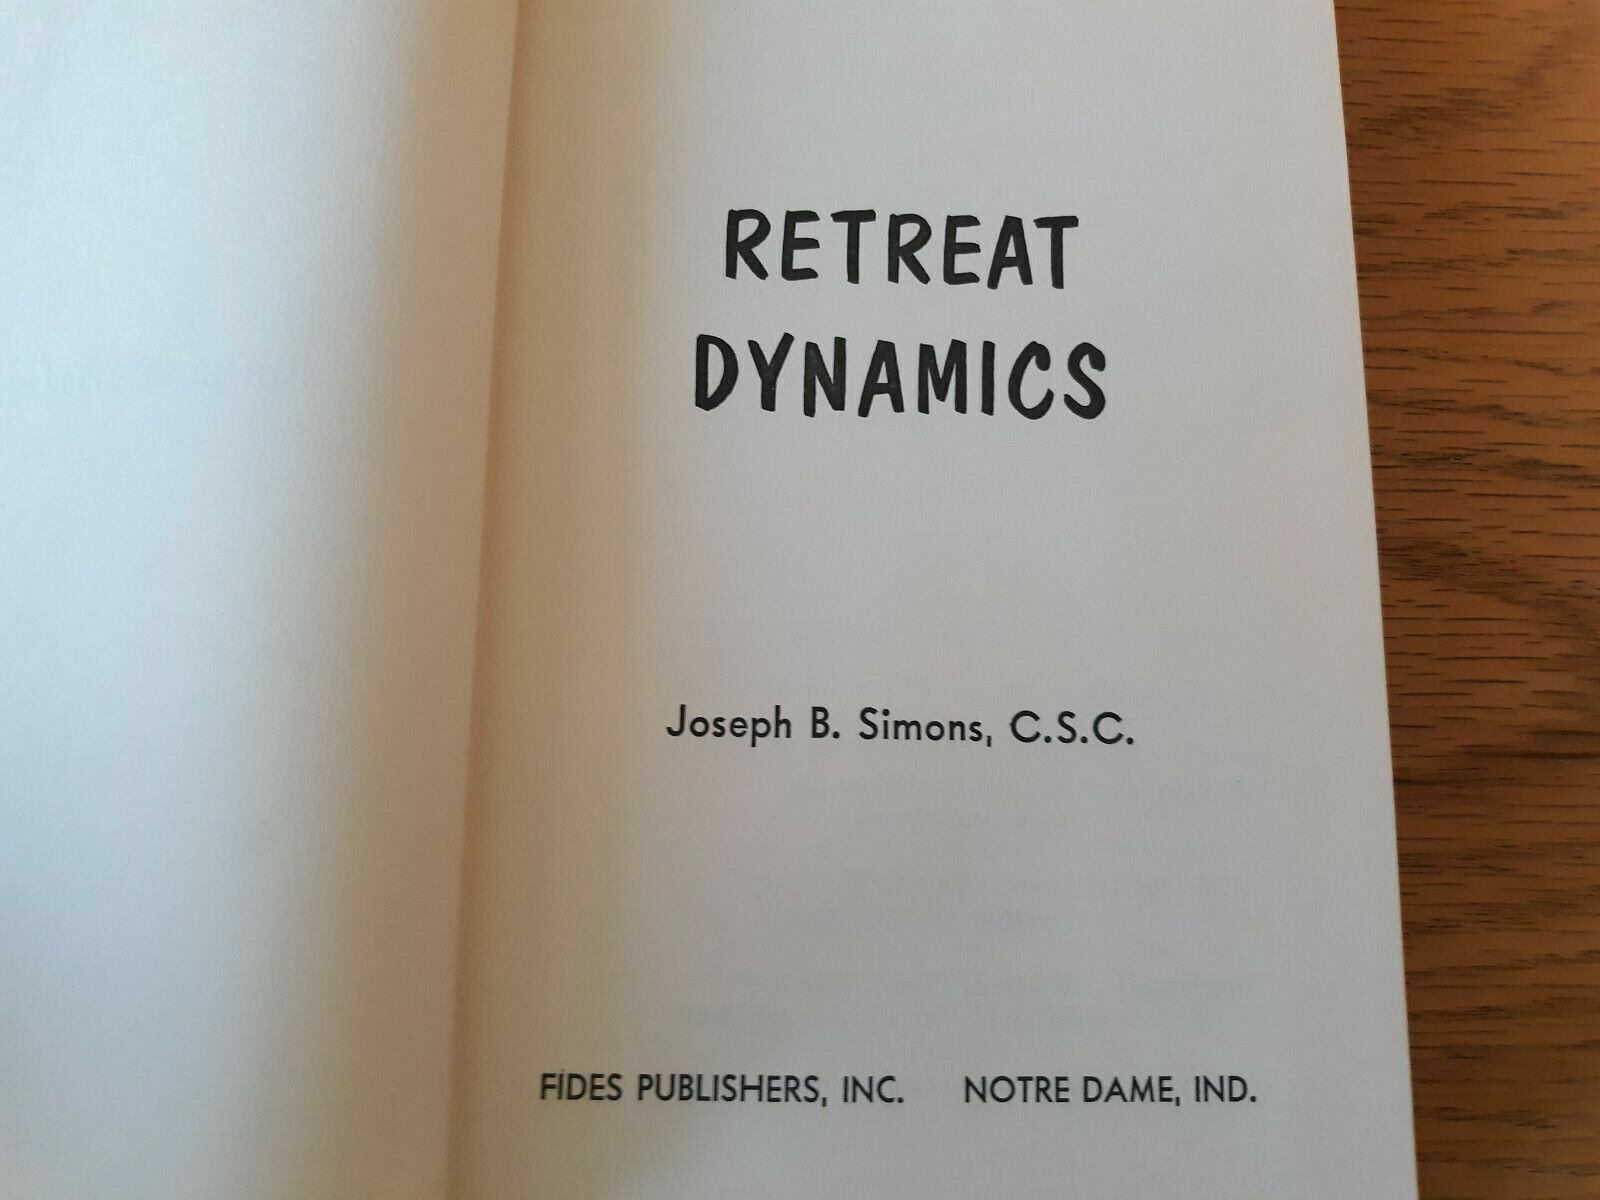 RETREAT
DYNAMICS
Joseph B. Simons, C.S.C.
FIDES PUBLISHERS, INC. NOTRE DAME, IND.